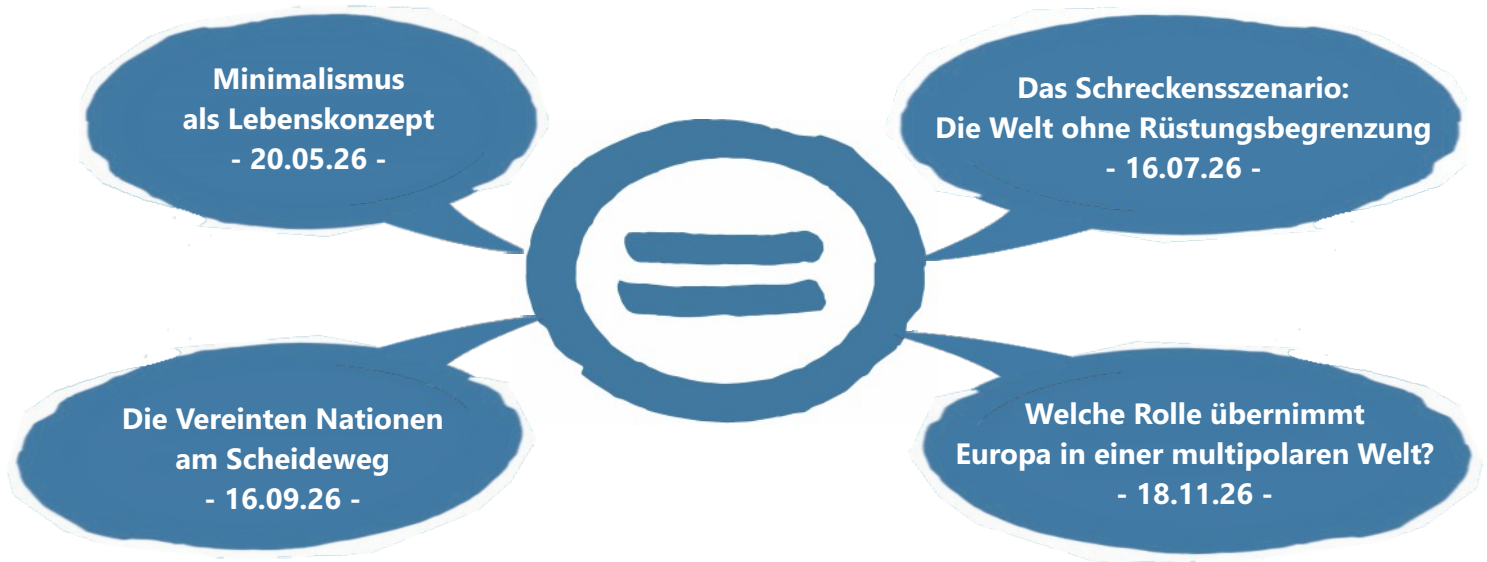 Minimalismus
als Lebenskonzept
- 20.05.26 -
Das Schreckensszenario:
Die Welt ohne Rüstungsbegrenzung
- 16.07.26 -
Die Vereinten Nationen
am Scheideweg
- 16.09.26 -
Welche Rolle übernimmt
Europa in einer multipolaren Welt?
- 18.11.26 -